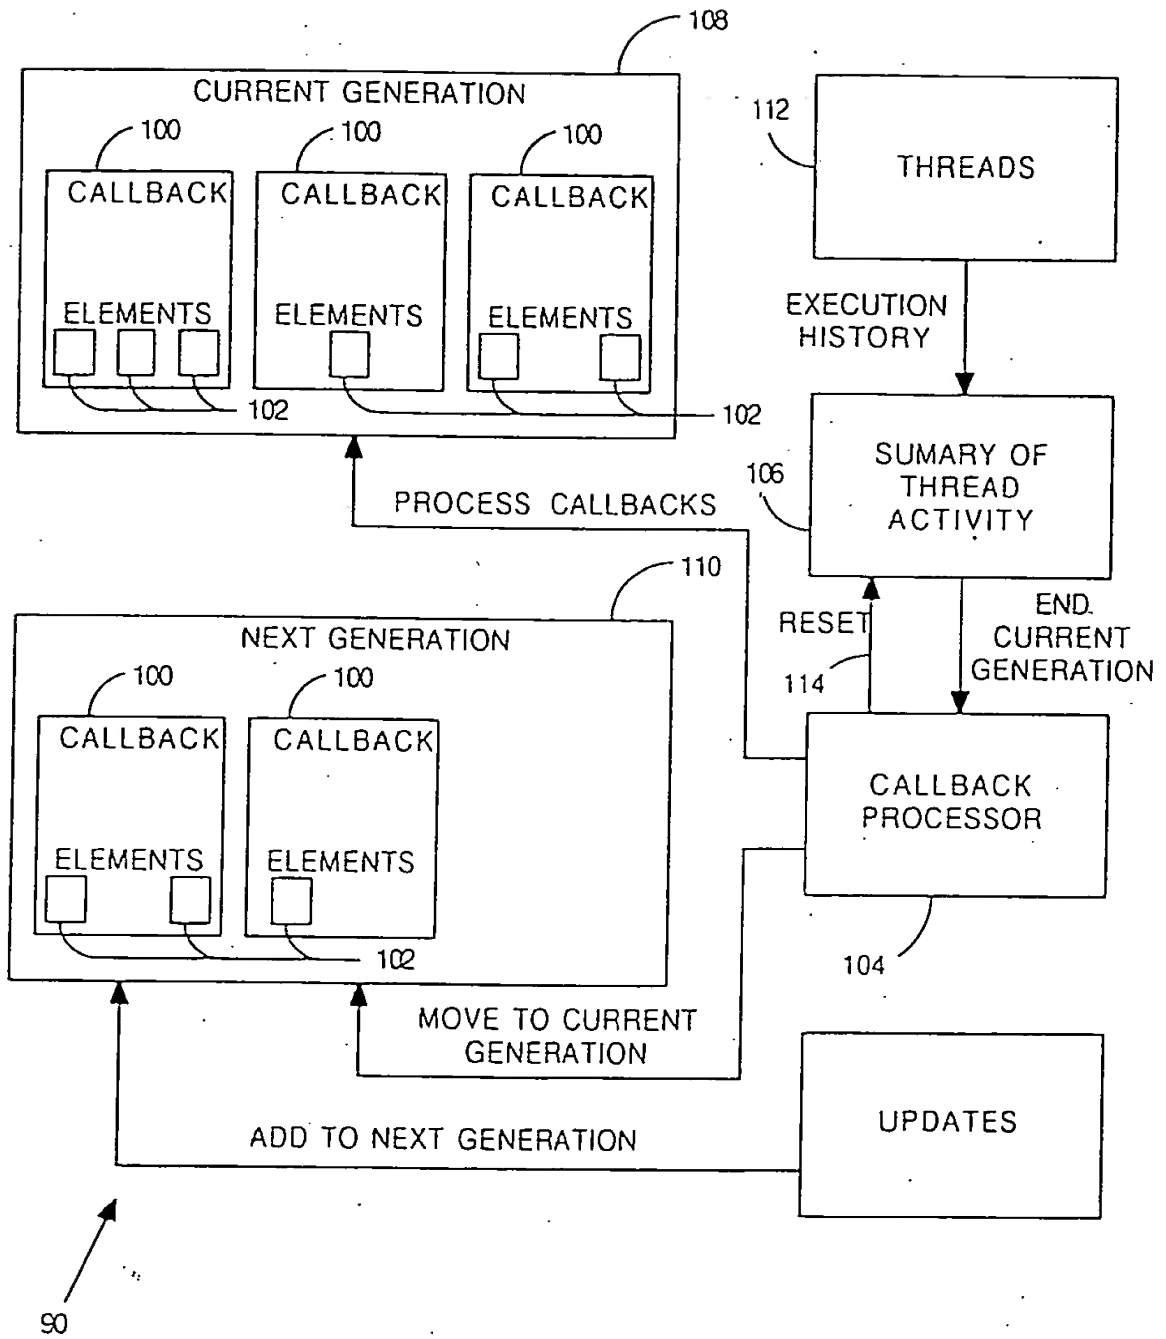 108
CURRENT GENERATION
100
100
100
CALLBACK
CALLBACK
CALLBACK
ELEMENTS
ELEMENTS
ELEMENTS
102
102
112
THREADS
EXECUTION
HISTORY
PROCESS CALLBACKS
106
SUMARY OF
THREAD
ACTIVITY
110
NEXT GENERATION
100
100
CALLBACK
CALLBACK
ELEMENTS
ELEMENTS
102
RESET
114
END
CURRENT
GENERATION
CALLBACK
PROCESSOR
104
MOVE TO CURRENT
GENERATION
UPDATES
ADD TO NEXT GENERATION
90